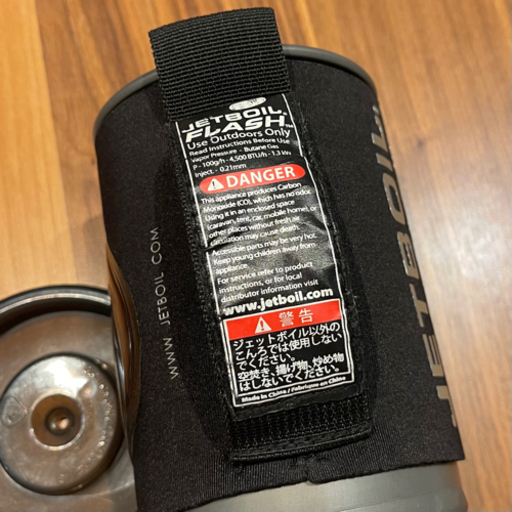 JETBOIL
FLASH™
Use Outdoors Only
Read Instructions Before Use
Vapor Pressure - Butane Gas
P - 100g/h - 4,500 BTU/h - 1.3 kW
Inject. - 0.21mm
DANGER
This appliance produces Carbon
Monoxide (CO), which has no odor.
Using it in an enclosed space
(caravan, tent, car, mobile home), or
other places without fresh air
circulation may cause death.
Accessible parts may be very hot.
Keep young children away from
appliance.
For service refer to product
instructions, or for local
distributor information visit
www.jetboil.com
警告
ジェットボイル以外の
こんろでは使用しない
でください。
空焚き、揚げ物、炒め物
はしないでください。
Made in China / Fabriqué en China
WWW.JETBOIL.COM
JETBOIL